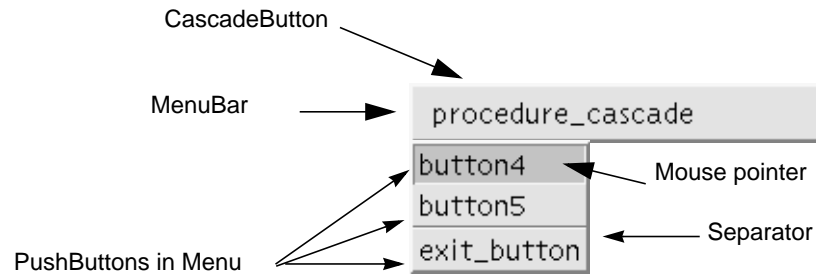 CascadeButton
MenuBar
procedure_cascade
button4
Mouse pointer
button5
Separator
exit_button
PushButtons in Menu